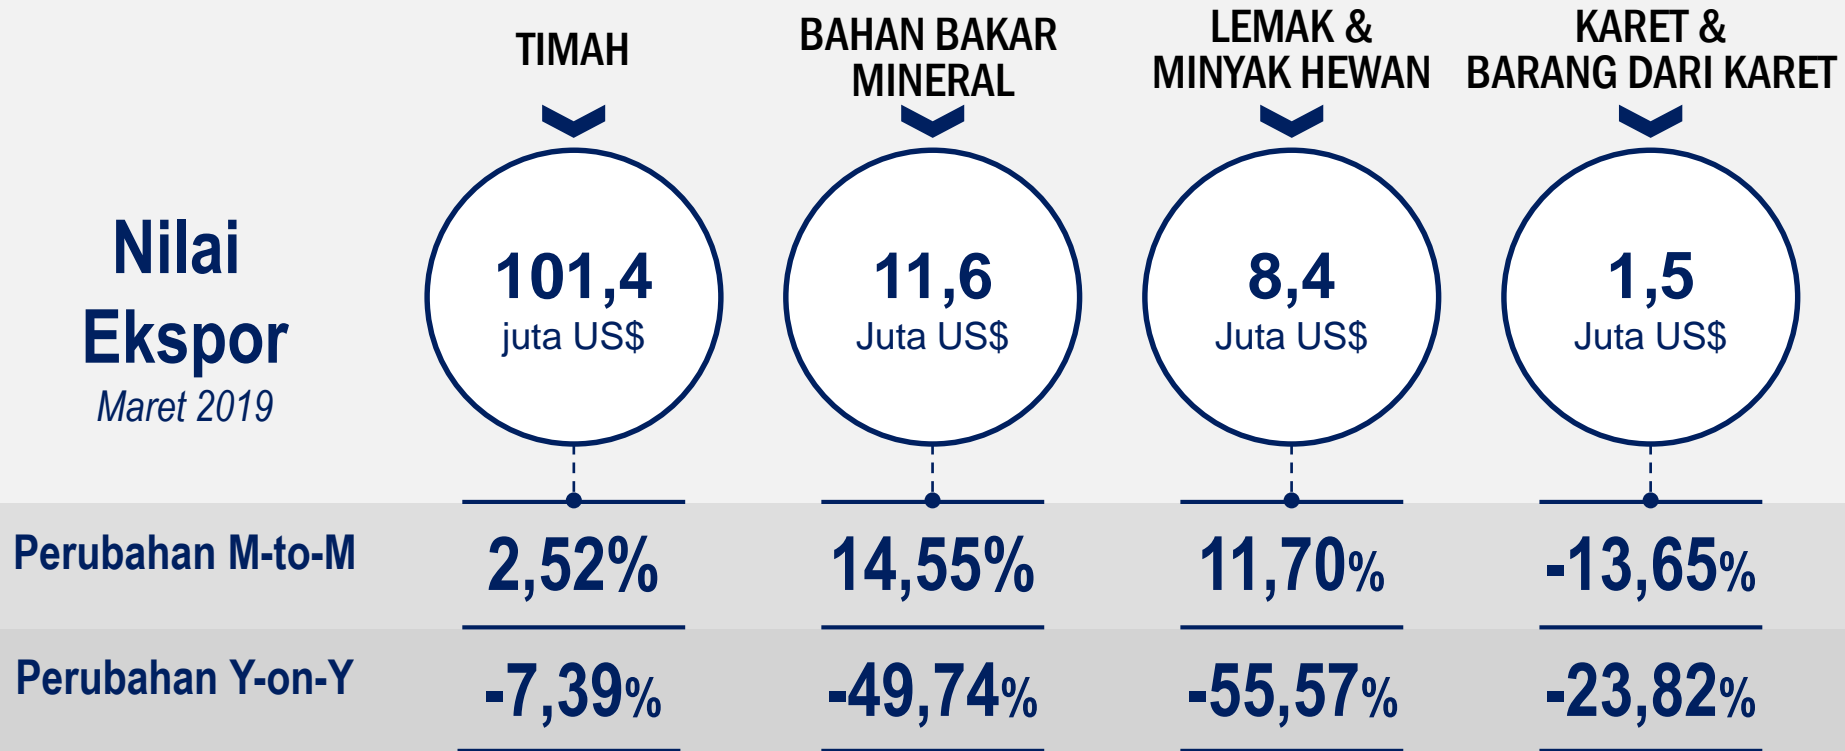 TIMAH
BAHAN BAKAR
MINERAL
LEMAK &
MINYAK HEWAN
KARET &
BARANG DARI KARET
Nilai
Ekspor
Maret 2019
101,4
juta US$
11,6
Juta US$
8,4
Juta US$
1,5
Juta US$
Perubahan M-to-M 2,52% 14,55% 11,70% -13,65%
Perubahan Y-on-Y -7,39% -49,74% -55,57% -23,82%